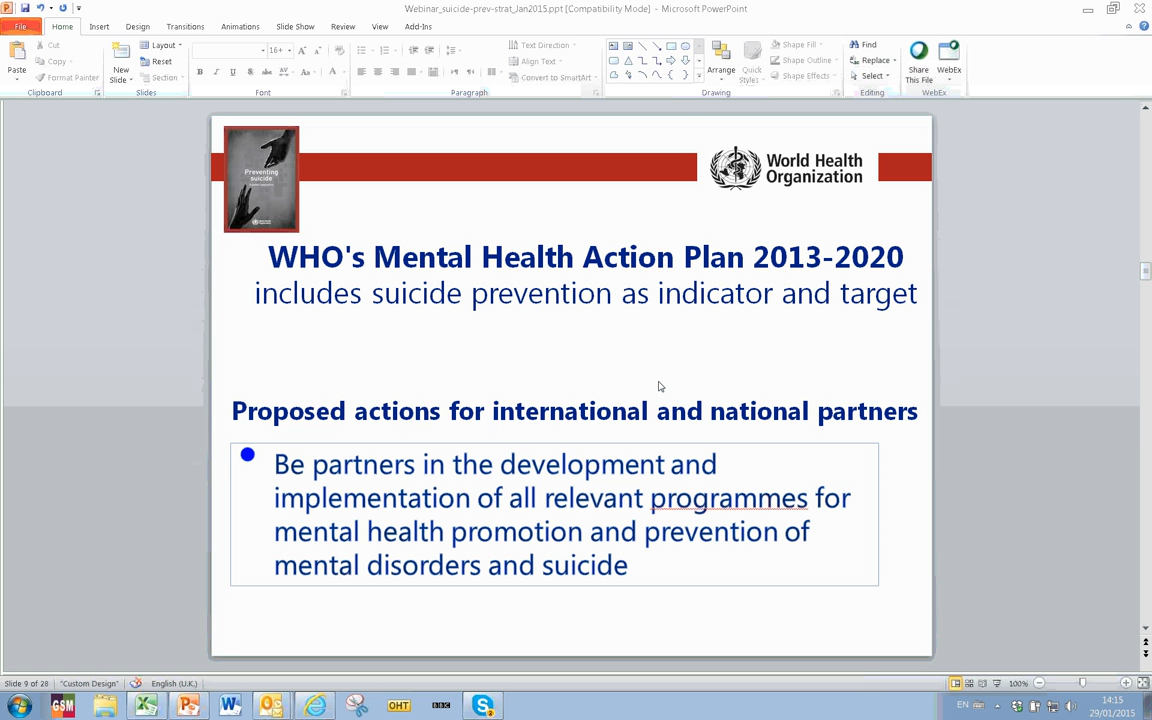 Webinar_suicide-prev-strat_Jan2015.ppt [Compatibility Mode] - Microsoft PowerPoint
File Home Insert Design Transitions Animations Slide Show Review View Add-Ins
Cut
Copy
Format Painter
Paste
Clipboard
New
Slide
Layout
Reset
Section
Slides
16+
Font
Text Direction
Align Text
Convert to SmartArt
Paragraph
Arrange
Quick
Styles
Shape Fill
Shape Outline
Shape Effects
Drawing
Find
Replace
Select
Editing
Share
This File
WebEx
WebEx
Preventing
suicide
World Health
Organization
WHO's Mental Health Action Plan 2013-2020
includes suicide prevention as indicator and target
Proposed actions for international and national partners
Be partners in the development and
implementation of all relevant programmes for
mental health promotion and prevention of
mental disorders and suicide
Slide 9 of 28 "Custom Design" English (U.K.) 100%
GSM OHT BBC EN 14:15
29/01/2015